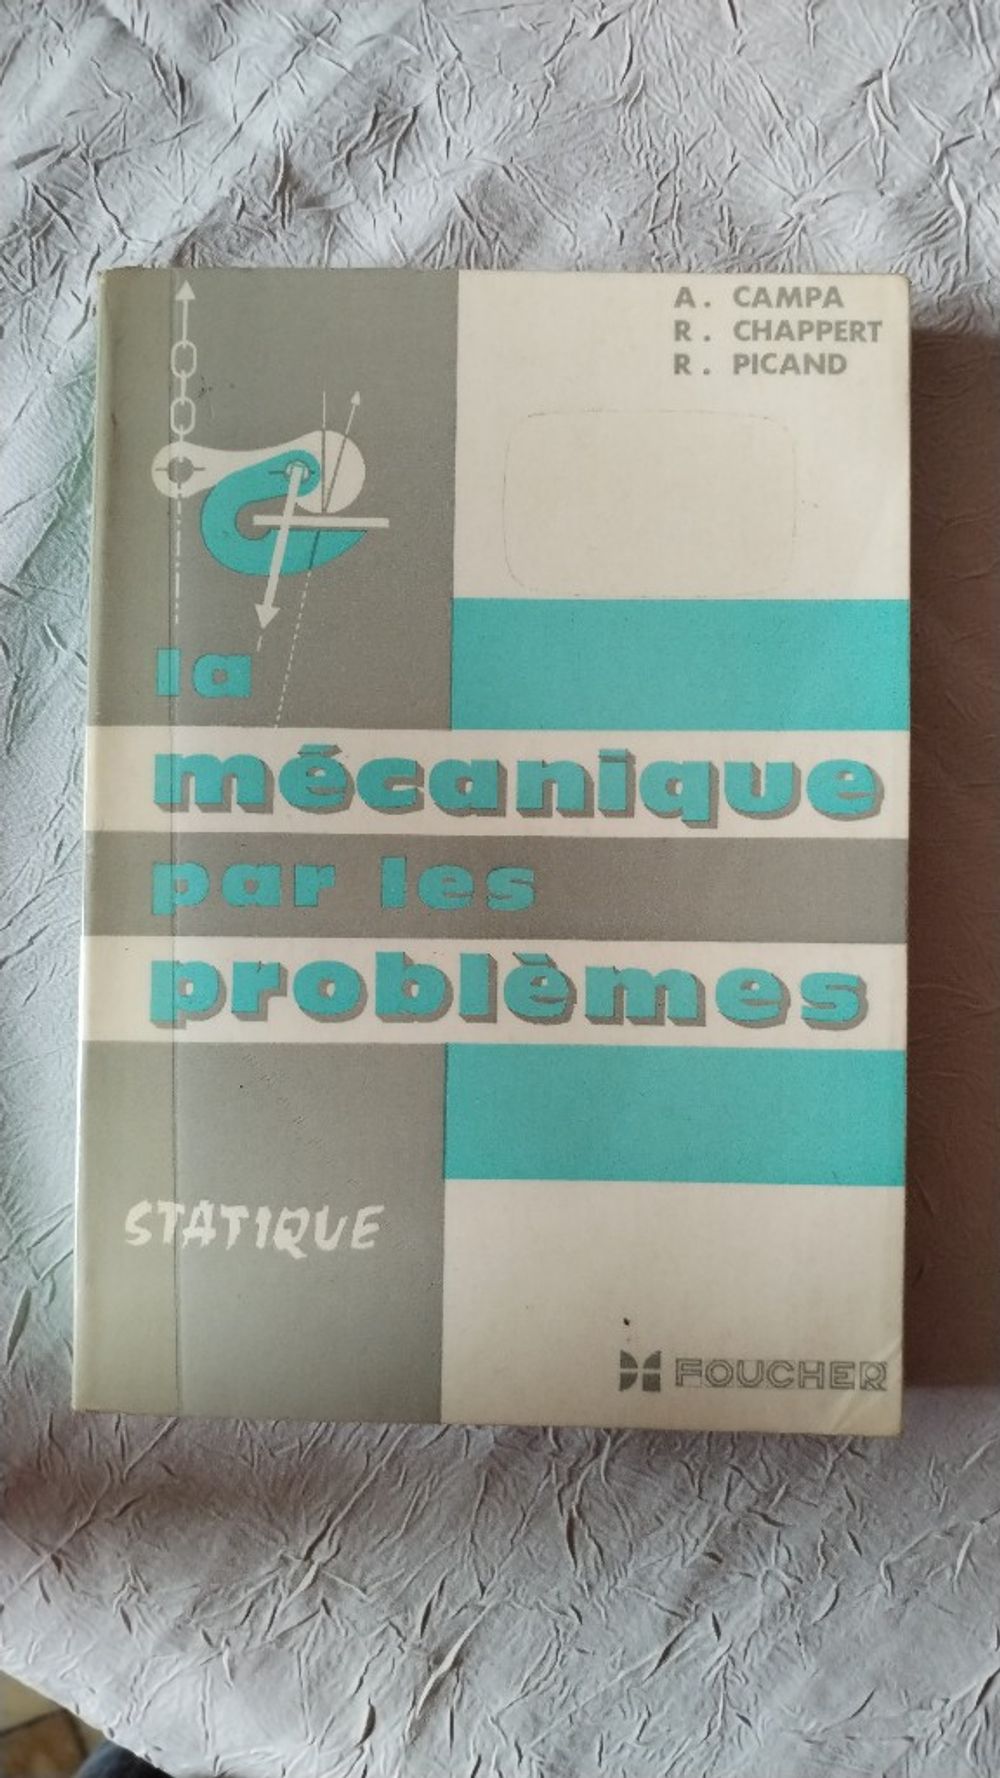 A. CAMPA
R. CHAPPERT
R. PICAND
la
mécanique
par les
problèmes
STATIQUE
FOUCHER